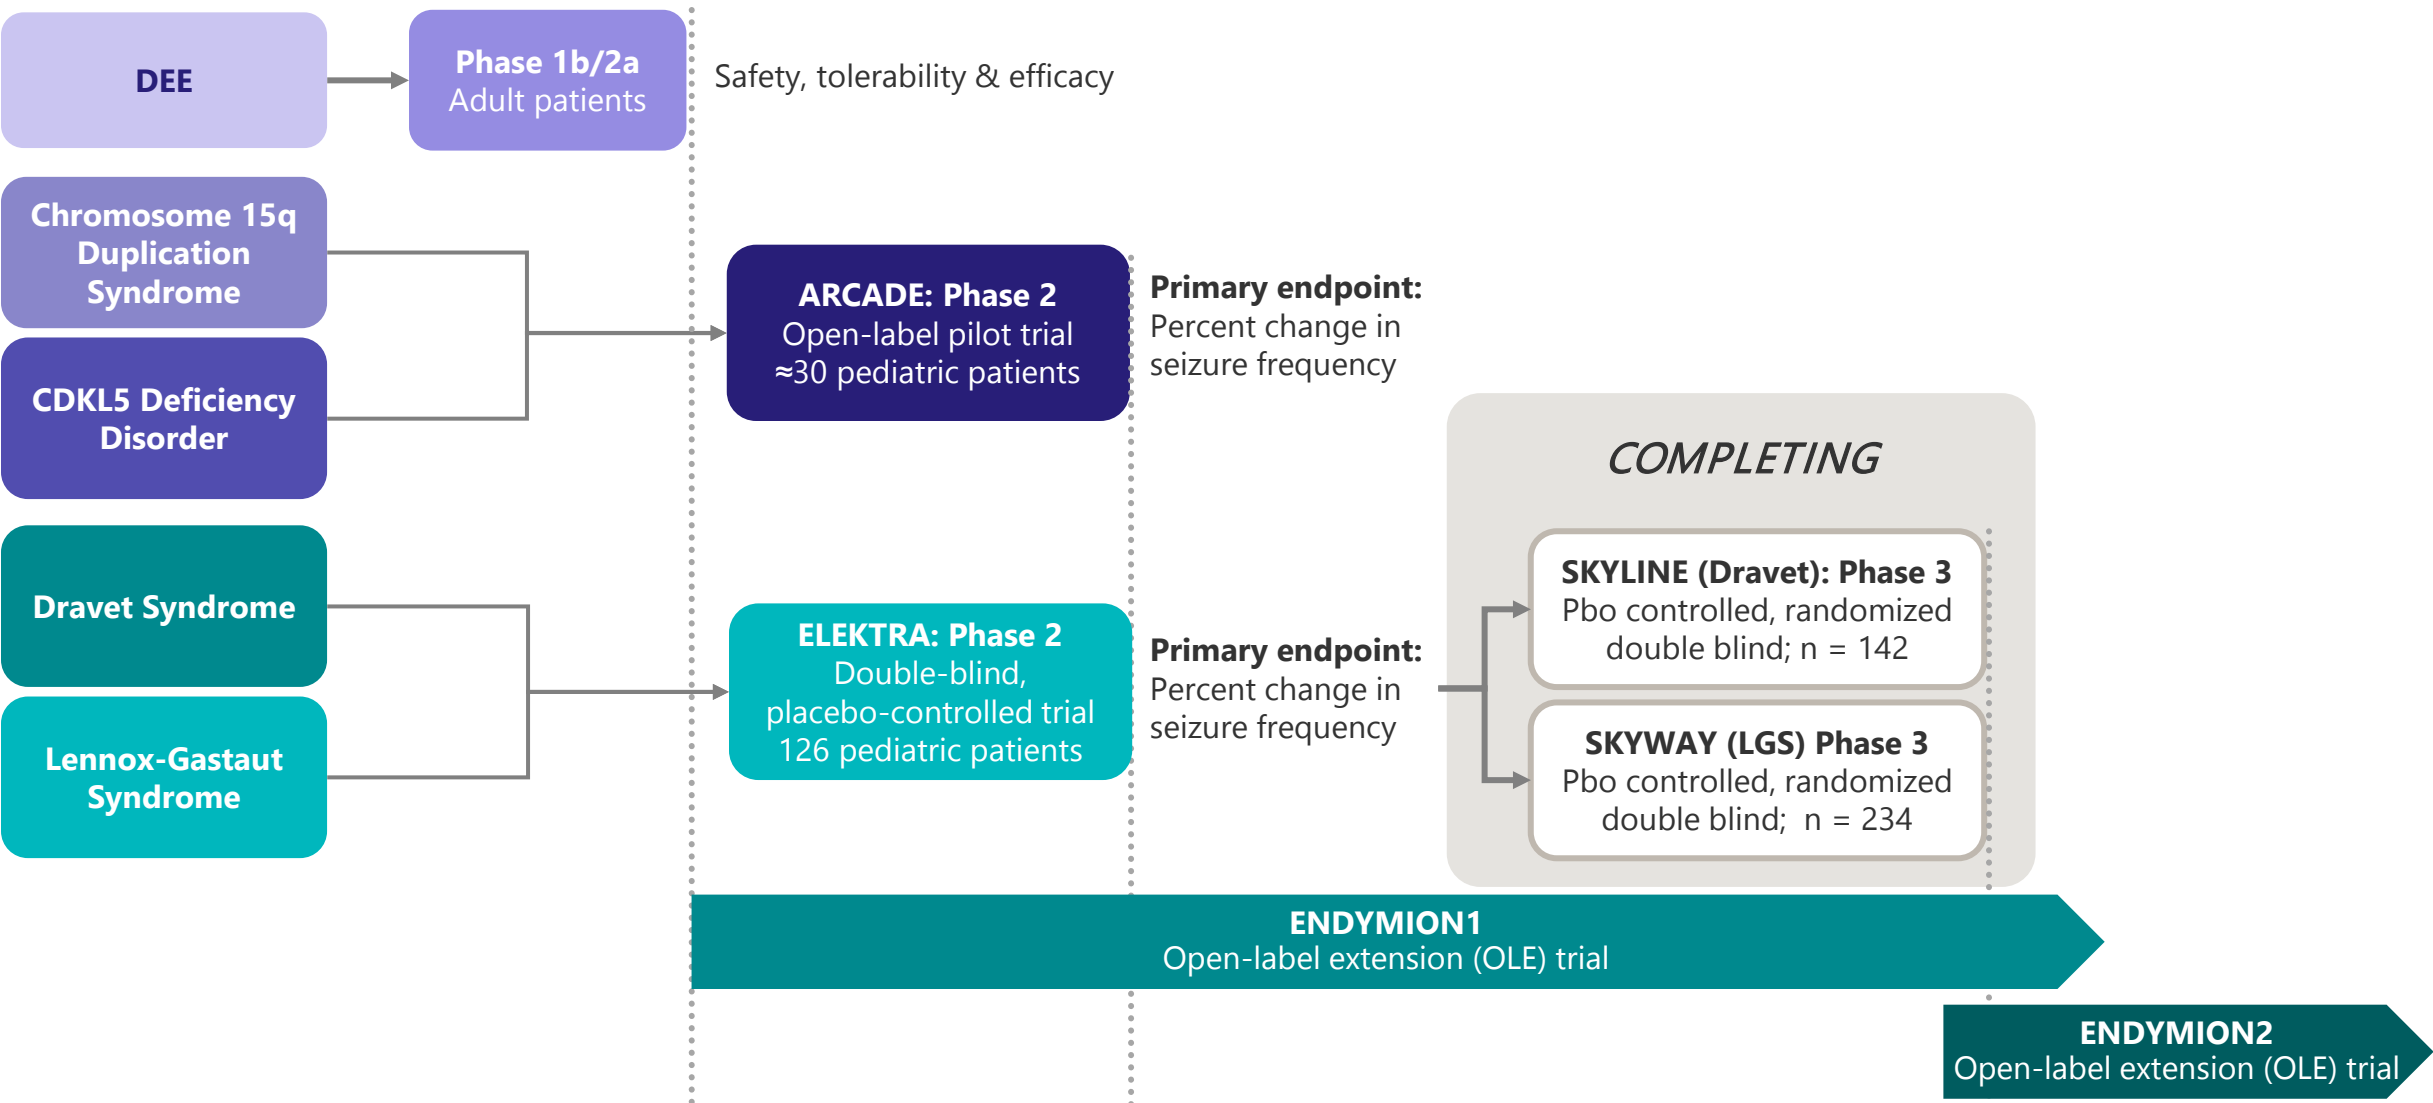 DEE
Phase 1b/2a
Adult patients
Safety, tolerability & efficacy
Chromosome 15q
Duplication
Syndrome
CDKL5 Deficiency
Disorder
ARCADE: Phase 2
Open-label pilot trial
≈30 pediatric patients
Primary endpoint:
Percent change in
seizure frequency
Dravet Syndrome
Lennox-Gastaut
Syndrome
ELEKTRA: Phase 2
Double-blind,
placebo-controlled trial
126 pediatric patients
Primary endpoint:
Percent change in
seizure frequency
COMPLETING
SKYLINE (Dravet): Phase 3
Pbo controlled, randomized
double blind; n = 142
SKYWAY (LGS) Phase 3
Pbo controlled, randomized
double blind;  n = 234
ENDYMION1
Open-label extension (OLE) trial
ENDYMION2
Open-label extension (OLE) trial